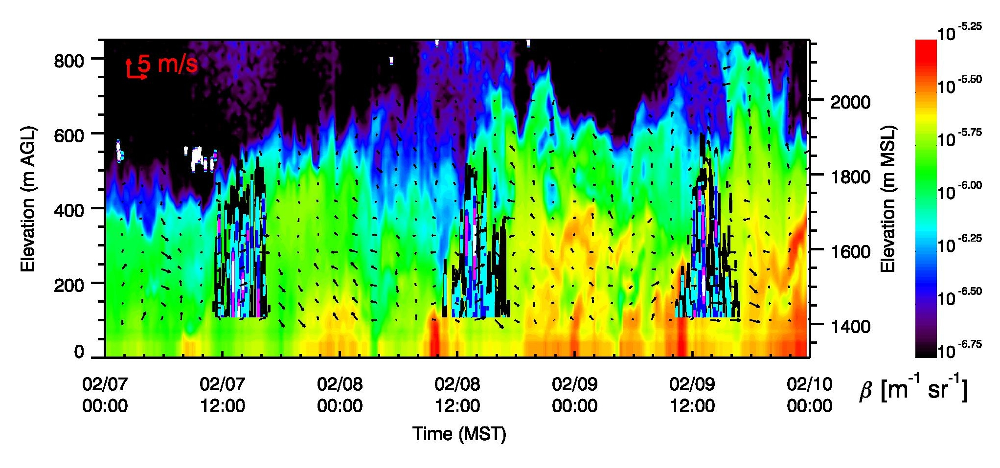 5 m/s
Elevation (m AGL)
800
600
400
200
0
Elevation (m MSL)
2000
1800
1600
1400
02/07 02/07 02/08 02/08 02/09 02/09 02/10
00:00 12:00 00:00 12:00 00:00 12:00 00:00
Time (MST)
10^-5.25
10^-5.50
10^-5.75
10^-6.00
10^-6.25
10^-6.50
10^-6.75
β [m^-1 sr^-1]